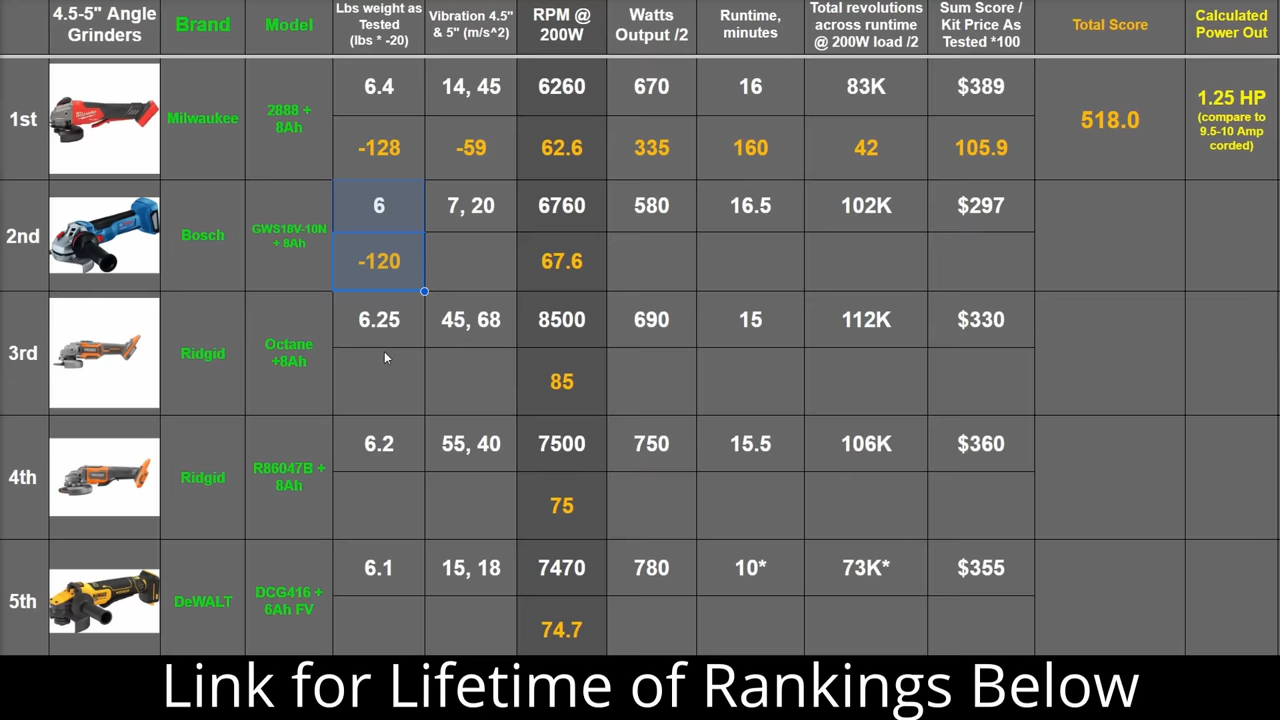 4.5-5" Angle
Grinders
Brand
Model
Lbs weight as
Tested
(lbs * -20)
Vibration 4.5"
& 5" (m/s^2)
RPM @
200W
Watts
Output /2
Runtime,
minutes
Total revolutions
across runtime
@ 200W load /2
Sum Score /
Kit Price As
Tested *100
Total Score
Calculated
Power Out
1st
Milwaukee
2888 +
8Ah
6.4
14, 45
6260
670
16
83K
$389
-128
-59
62.6
335
160
42
105.9
518.0
1.25 HP
(compare to
9.5-10 Amp
corded)
2nd
Bosch
GWS18V-10N
+ 8Ah
6
7, 20
6760
580
16.5
102K
$297
-120
67.6
3rd
Ridgid
Octane
+8Ah
6.25
45, 68
8500
690
15
112K
$330
85
4th
Ridgid
R86047B +
8Ah
6.2
55, 40
7500
750
15.5
106K
$360
75
5th
DeWALT
DCG416 +
6Ah FV
6.1
15, 18
7470
780
10*
73K*
$355
74.7
Link for Lifetime of Rankings Below